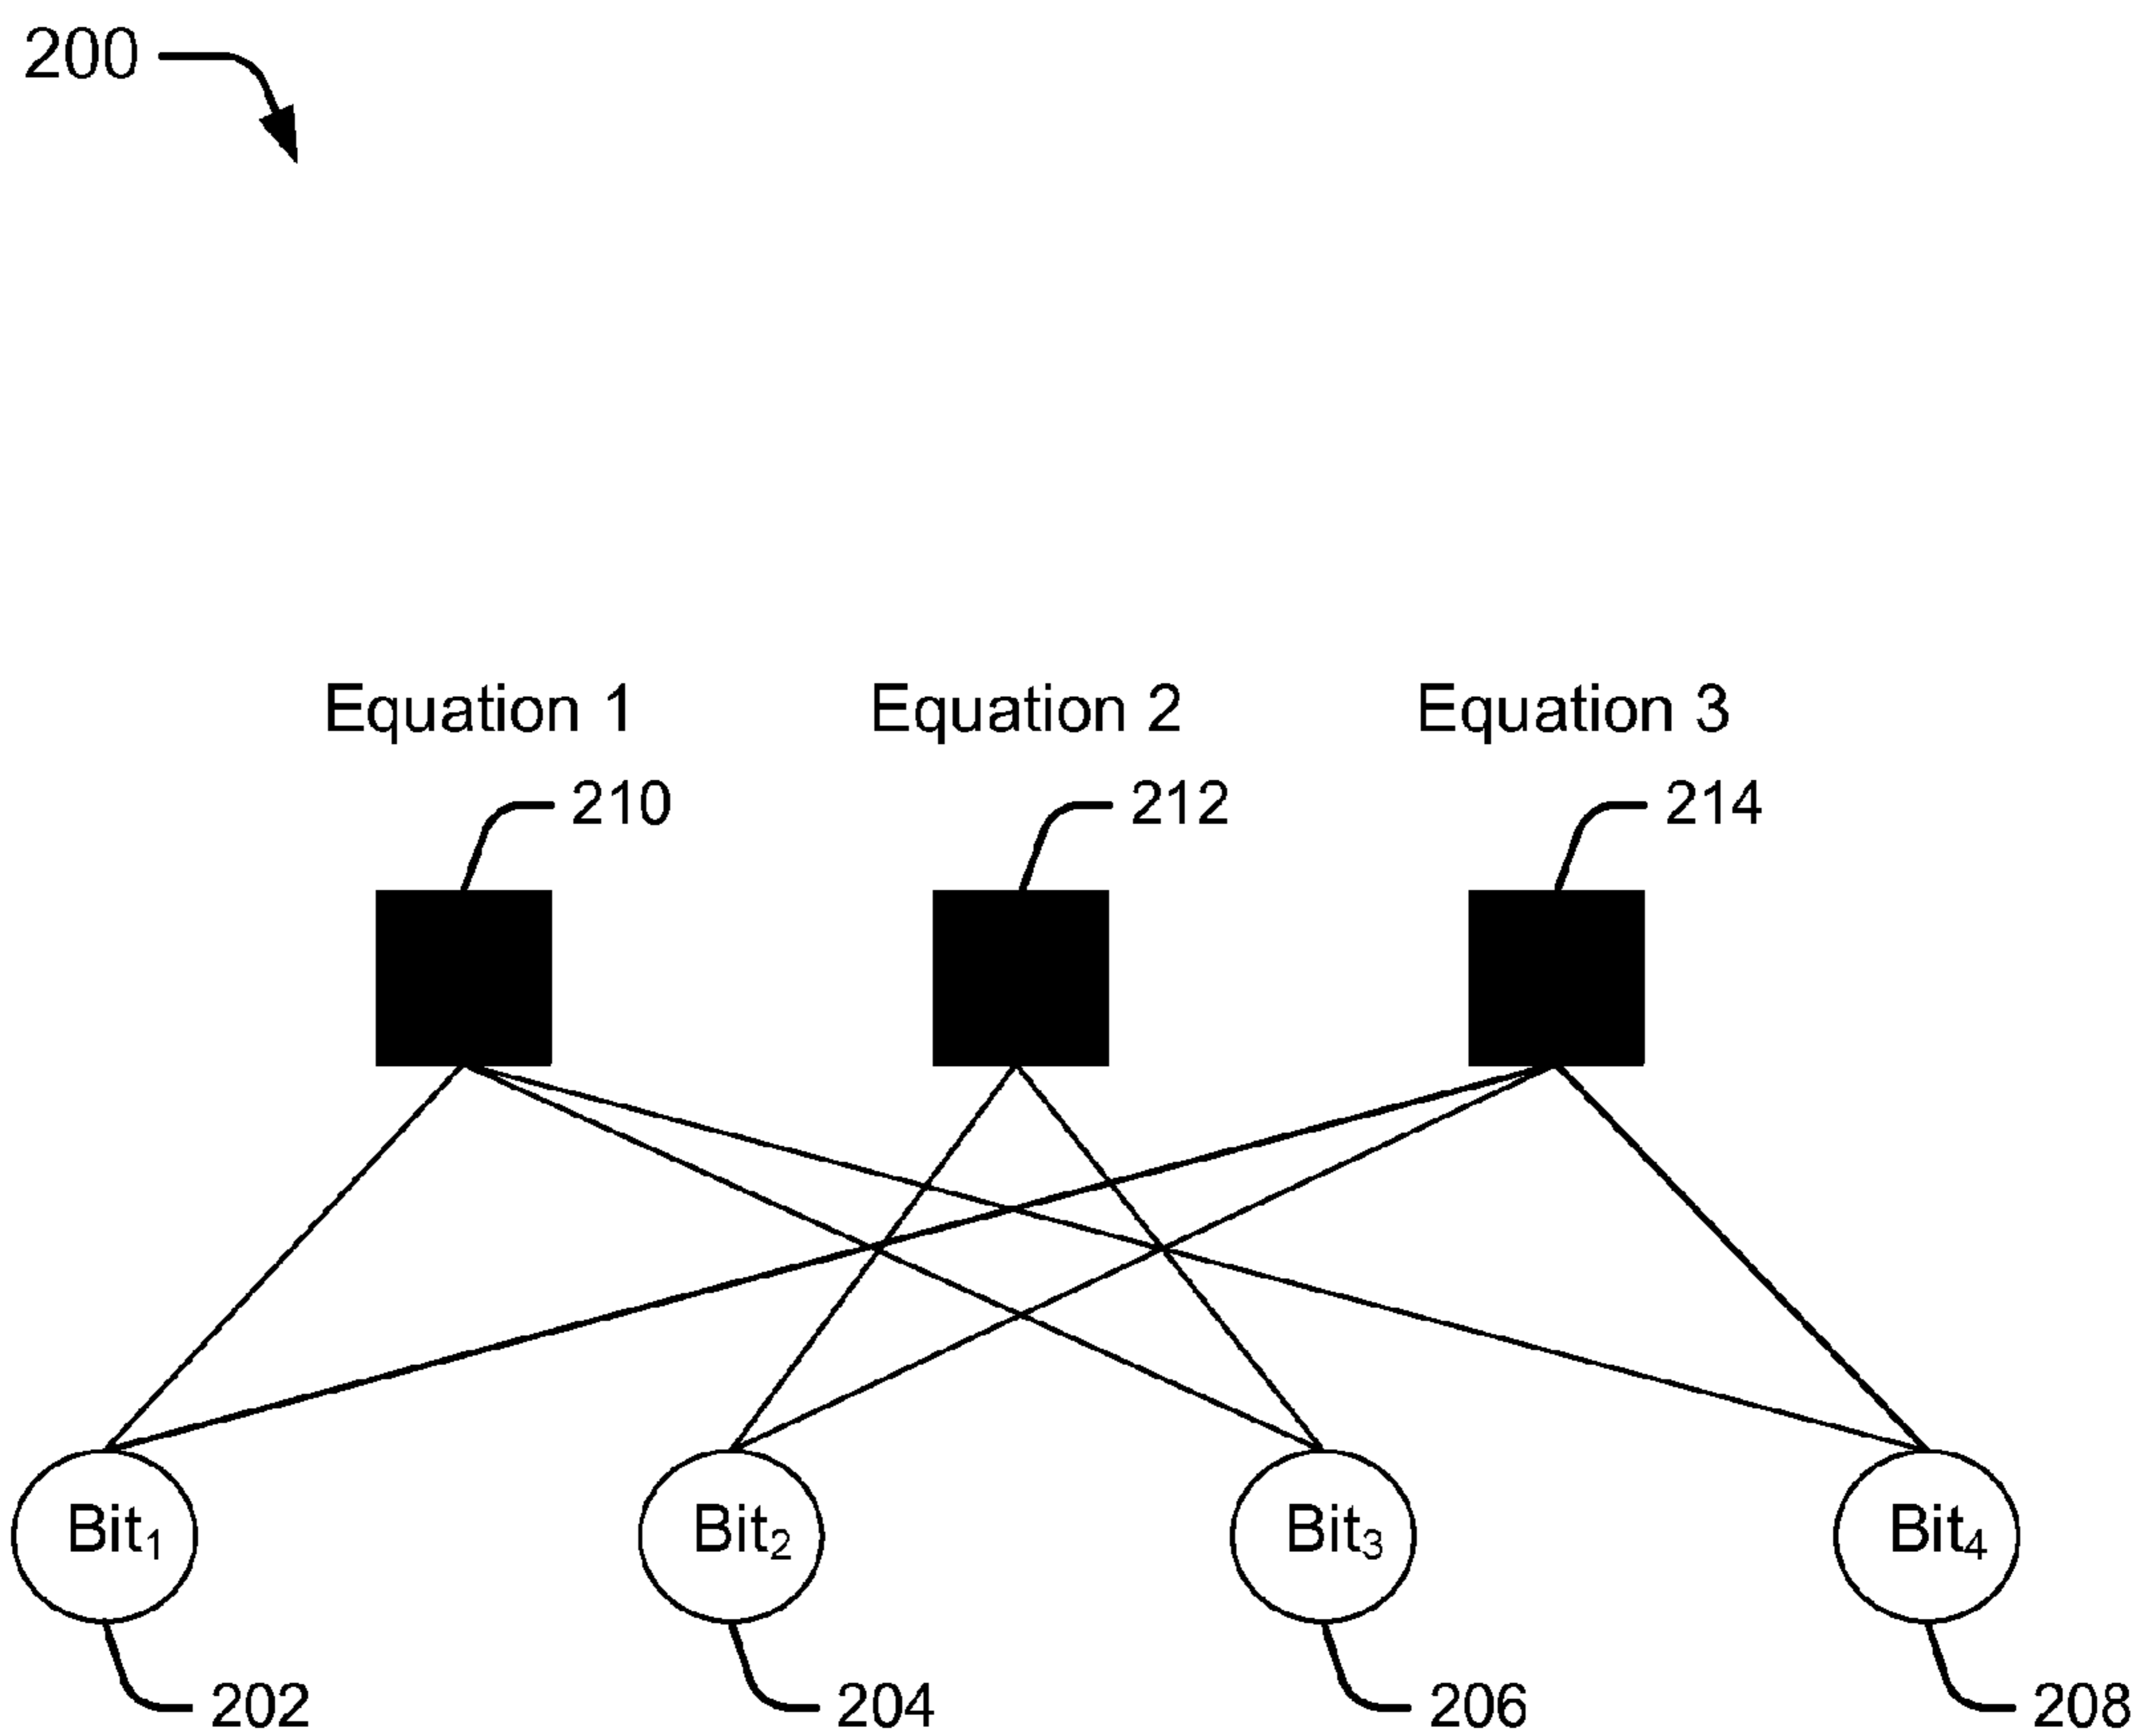 200
Equation 1 Equation 2 Equation 3
210 212 214
Bit₁ Bit₂ Bit₃ Bit₄
202 204 206 208